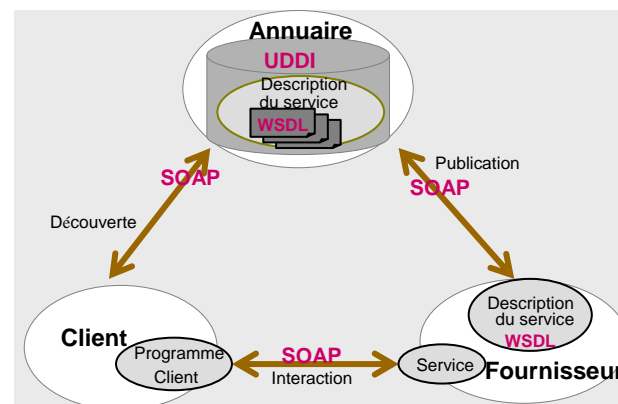 Annuaire
UDDI
Description
du service
WSDL
SOAP
Découverte
Publication
SOAP
Client
Programme
Client
SOAP
Interaction
Description
du service
WSDL
Service
Fournisseur